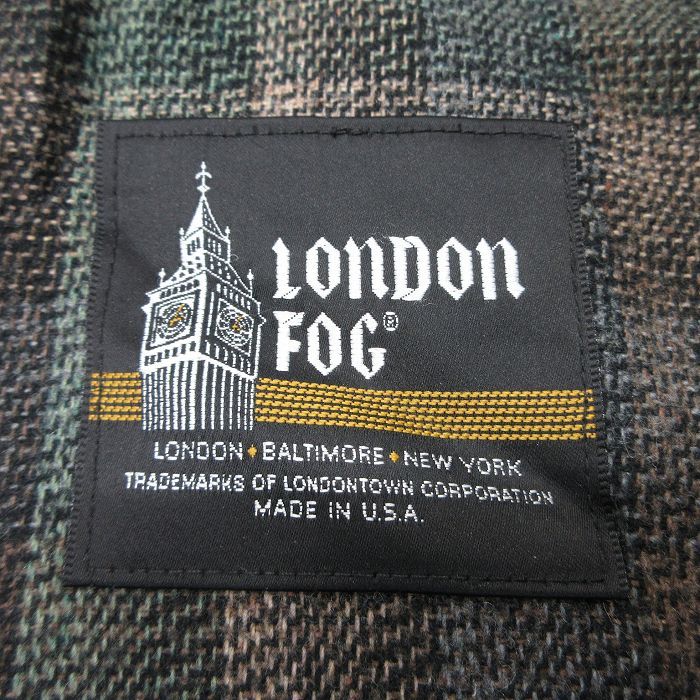 LONDON
FOG®
LONDON ♦ BALTIMORE ♦ NEW YORK
TRADEMARKS OF LONDONTOWN CORPORATION
MADE IN U.S.A.